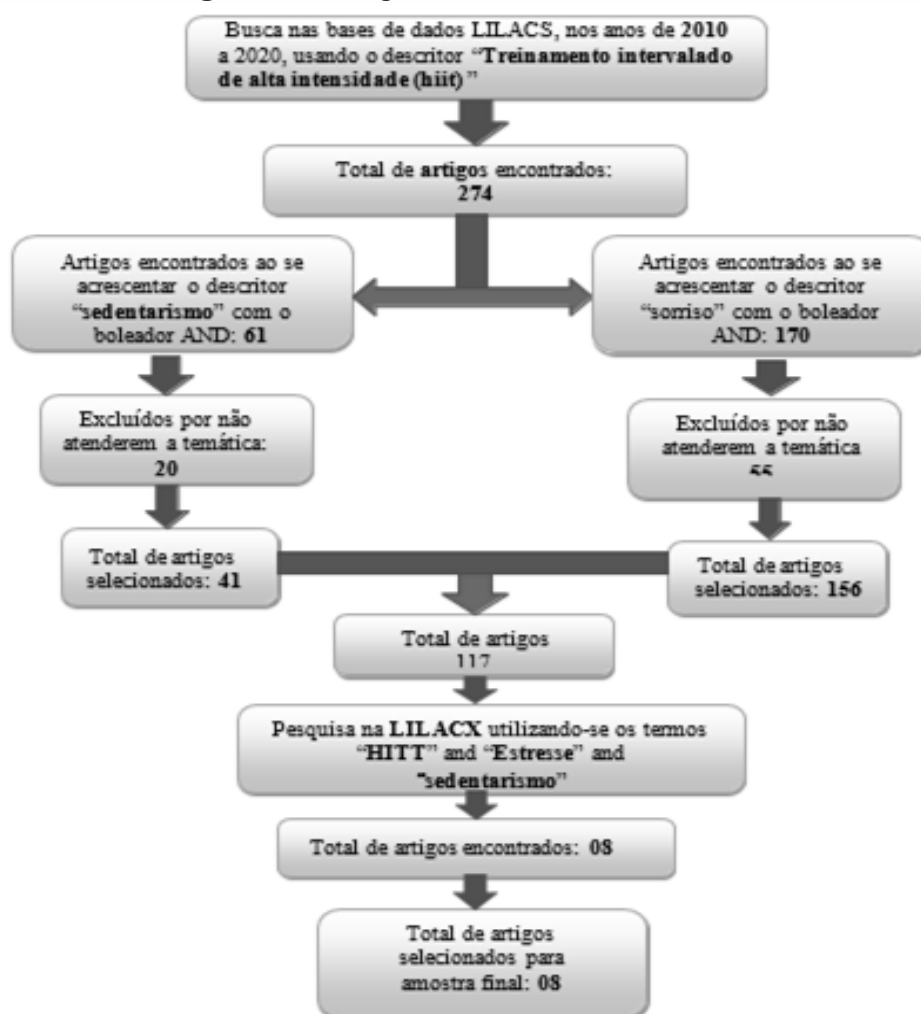 Busca nas bases de dados LILACS, nos anos de 2010
a 2020, usando o descritor “Treinamento intervalado
de alta intensidade (hiit)”
Total de artigos encontrados:
274
Artigos encontrados ao se
acrescentar o descritor
“sedentarismo” com o
boleador AND: 61
Artigos encontrados ao se
acrescentar o descritor
“sorriso” com o boleador
AND: 170
Excluídos por não
atenderem a temática:
20
Excluídos por não
atenderem a temática
Total de artigos
selecionados: 41
Total de artigos
selecionados: 156
Total de artigos
117
Pesquisa na LILACX utilizando-se os termos
“HITT” and “Estresse” and
“sedentarismo”
Total de artigos encontrados: 08
Total de artigos
selecionados para
amostra final: 08